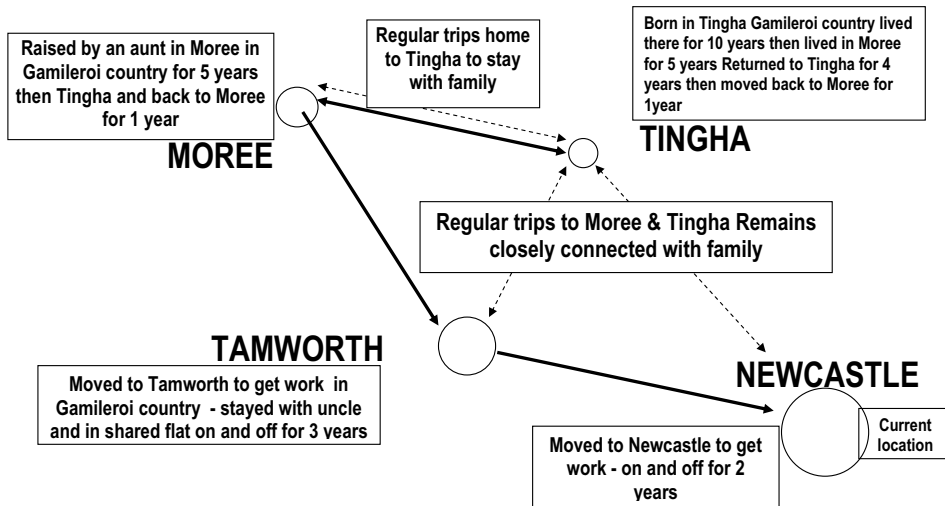 Raised by an aunt in Moree in
Gamileroi country for 5 years
then Tingha and back to Moree
for 1 year
MOREE
Regular trips home
to Tingha to stay
with family
Born in Tingha Gamileroi country lived
there for 10 years then lived in Moree
for 5 years Returned to Tingha for 4
years then moved back to Moree for
1year
TINGHA
Regular trips to Moree & Tingha Remains
closely connected with family
TAMWORTH
Moved to Tamworth to get work in
Gamileroi country - stayed with uncle
and in shared flat on and off for 3 years
NEWCASTLE
Current
location
Moved to Newcastle to get
work - on and off for 2
years